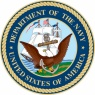 DEPARTMENT OF THE NAVY
UNITED STATES OF AMERICA